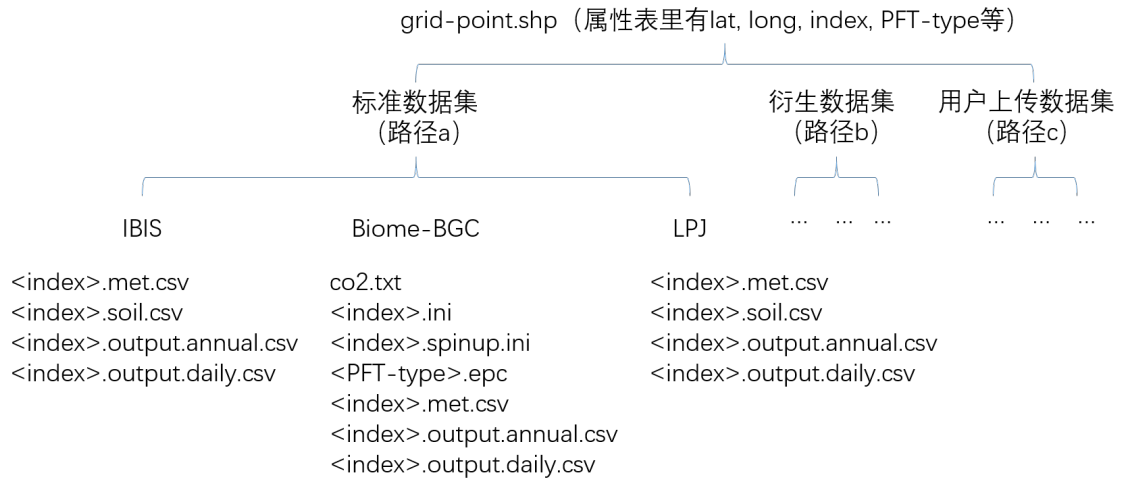 grid-point.shp（属性表里有lat, long, index, PFT-type等）
标准数据集
（路径a）
衍生数据集
（路径b）
用户上传数据集
（路径c）
IBIS
<index>.met.csv
<index>.soil.csv
<index>.output.annual.csv
<index>.output.daily.csv
Biome-BGC
co2.txt
<index>.ini
<index>.spinup.ini
<PFT-type>.epc
<index>.met.csv
<index>.output.annual.csv
<index>.output.daily.csv
LPJ
<index>.met.csv
<index>.soil.csv
<index>.output.annual.csv
<index>.output.daily.csv
... ... ...
... ... ...